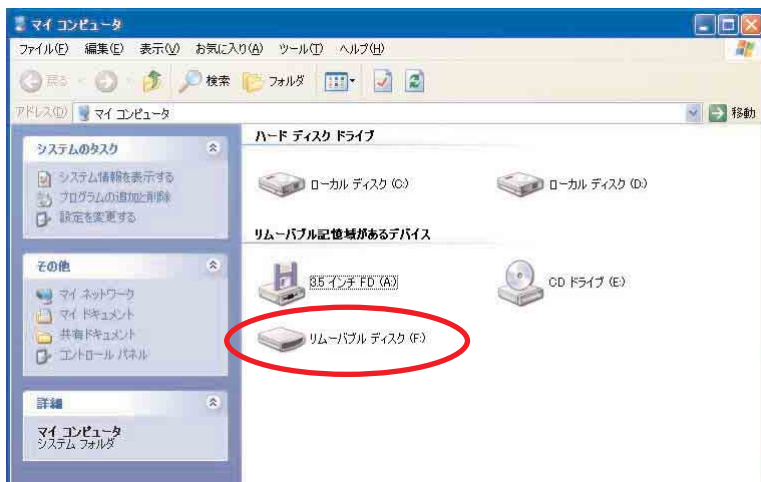 マイ コンピュータ
ファイル(F) 編集(E) 表示(V) お気に入り(A) ツール(T) ヘルプ(H)
戻る 検索 フォルダ
アドレス(D) マイ コンピュータ 移動
システムのタスク
システム情報を表示する
プログラムの追加と削除
設定を変更する
その他
マイ ネットワーク
マイ ドキュメント
共有ドキュメント
コントロール パネル
詳細
マイ コンピュータ
システム フォルダ
ハード ディスク ドライブ
ローカル ディスク (C:) ローカル ディスク (D:)
リムーバブル記憶域があるデバイス
3.5 インチ FD (A:) CD ドライブ (E:)
リムーバブル ディスク (F:)